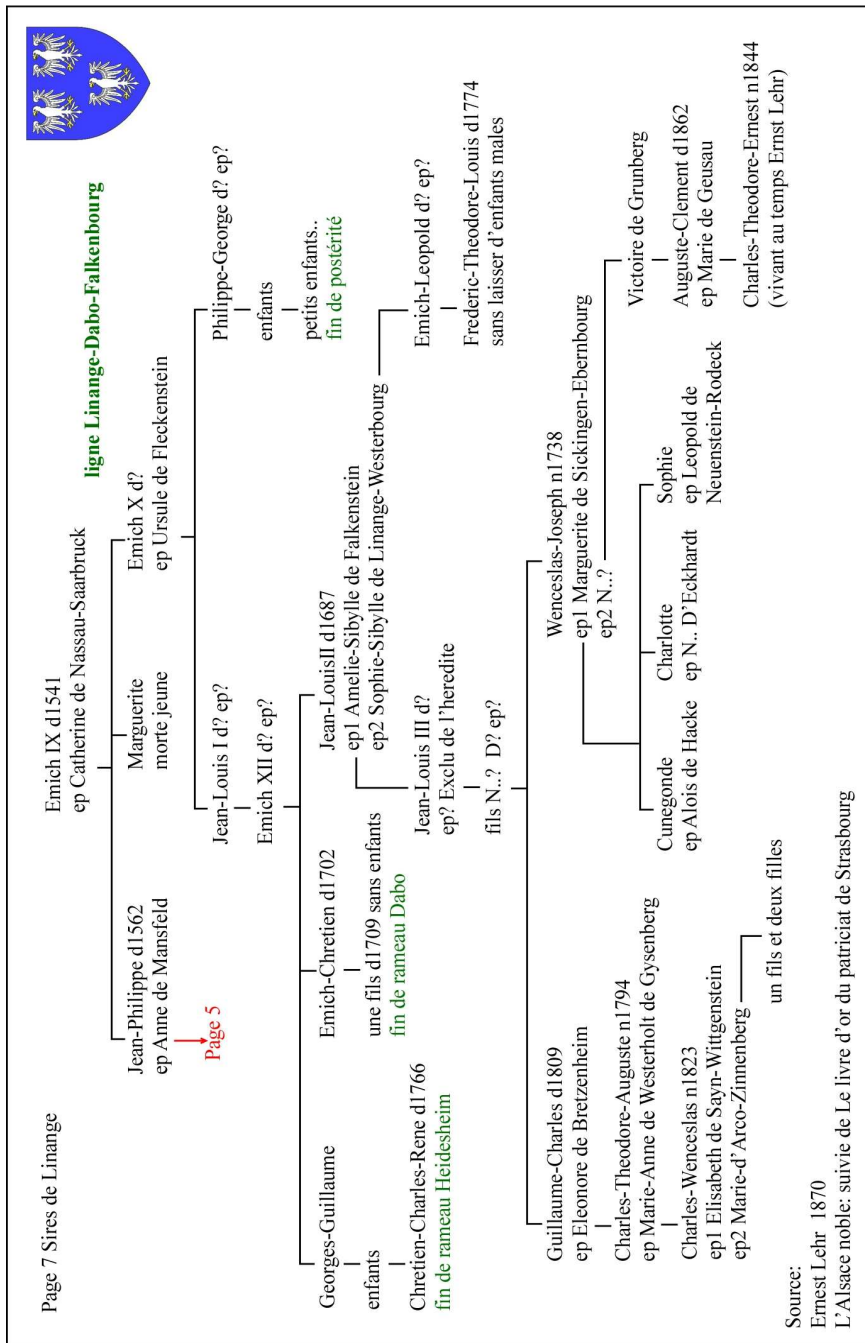 Page 7 Sires de Linange
ligne Linange-Dabo-Falkenbourg
Emich IX d1541
ep Catherine de Nassau-Saarbruck
Jean-Philippe d1562
ep Anne de Mansfeld
Page 5
Marguerite
morte jeune
Emich X d?
ep Ursule de Fleckenstein
Jean-Louis I d? ep?
Philippe-George d? ep?
Emich XII d? ep?
enfants
petits enfants..
fin de postérité
Georges-Guillaume
enfants
Chretien-Charles-Rene d1766
fin de rameau Heidesheim
Emich-Chretien d1702
une fils d1709 sans enfants
fin de rameau Dabo
Jean-LouisII d1687
ep1 Amelie-Sibylle de Falkenstein
ep2 Sophie-Sibylle de Linange-Westerbourg
Jean-Louis III d?
ep? Exclu de l'heredite
fils N..? D? ep?
Emich-Leopold d? ep?
Frederic-Theodore-Louis d1774
sans laisser d'enfants males
Guillaume-Charles d1809
ep Eleonore de Bretzenheim
Charles-Theodore-Auguste n1794
ep Marie-Anne de Westerholt de Gysenberg
Charles-Wenceslas n1823
ep1 Elisabeth de Sayn-Wittgenstein
ep2 Marie-d'Arco-Zinnenberg
un fils et deux filles
Wenceslas-Joseph n1738
ep1 Marguerite de Sickingen-Ebernbourg
ep2 N..?
Cunegonde
ep Alois de Hacke
Charlotte
ep N.. D'Eckhardt
Sophie
ep Leopold de
Neuenstein-Rodeck
Victoire de Grunberg
Auguste-Clement d1862
ep Marie de Geusau
Charles-Theodore-Ernest n1844
(vivant au temps Ernst Lehr)
Source:
Ernest Lehr 1870
L'Alsace noble: suivie de Le livre d'or du patriciat de Strasbourg